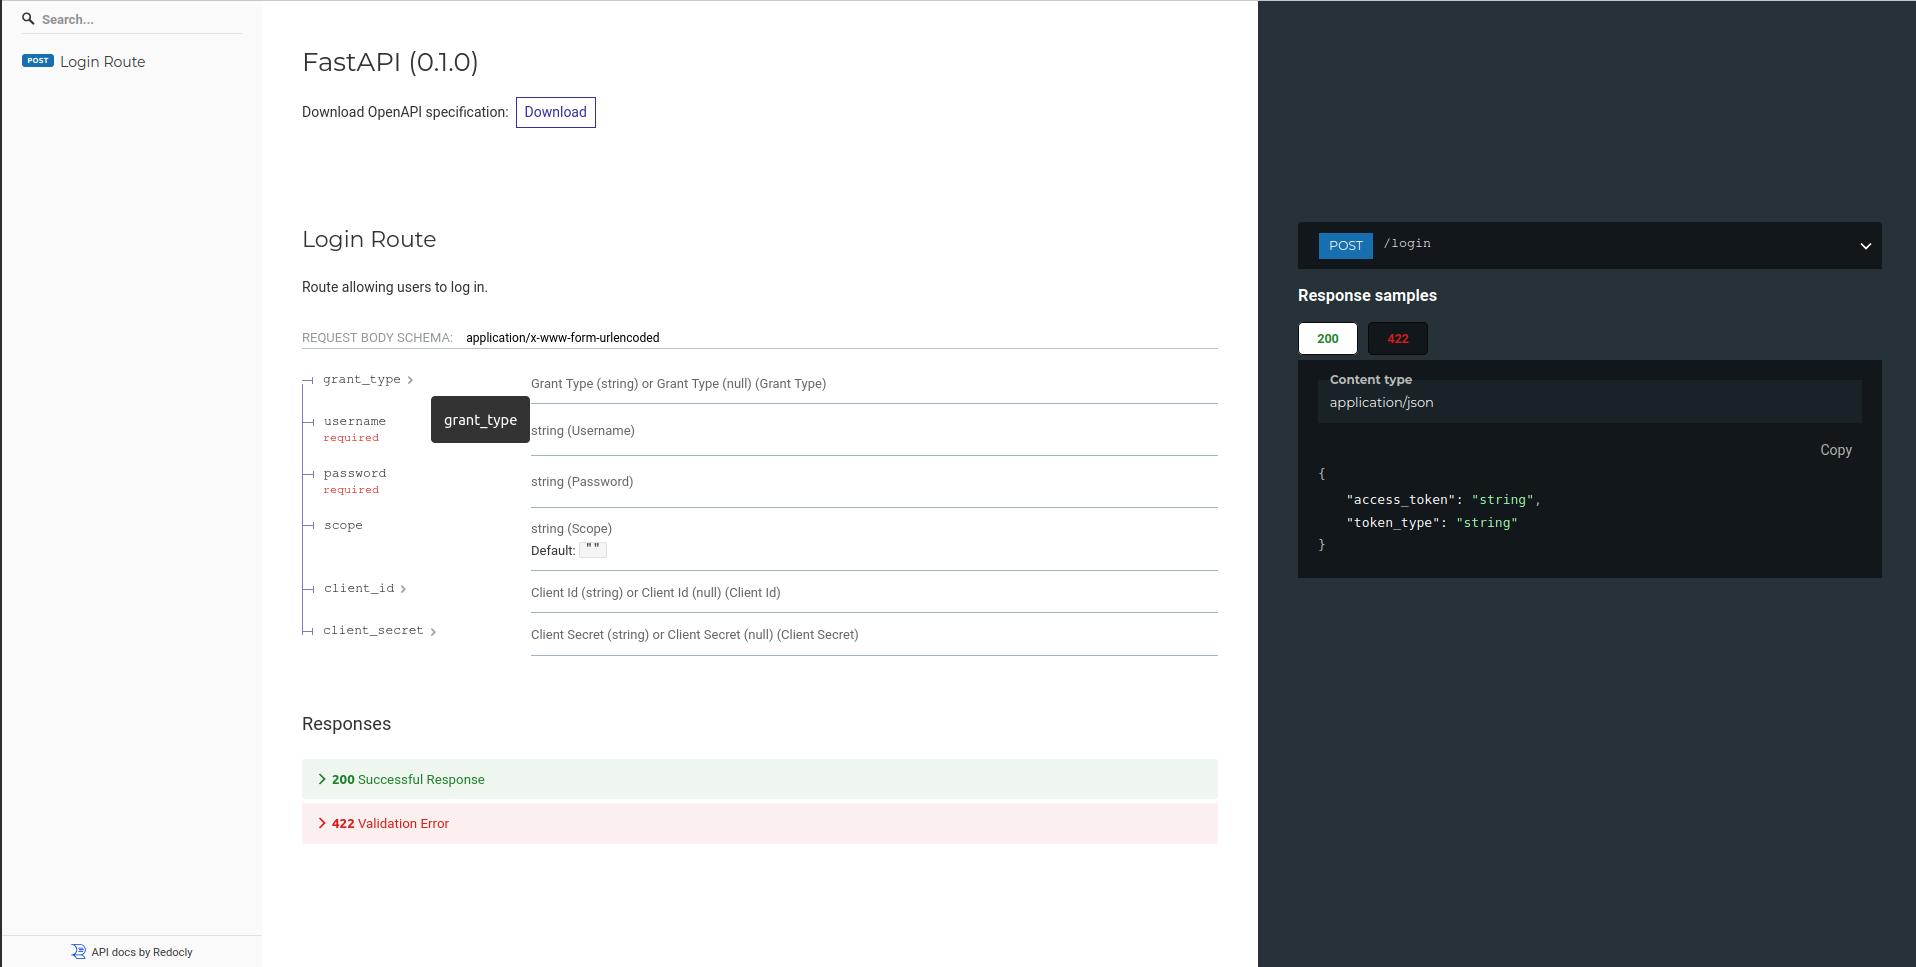 Search...
POST Login Route
API docs by Redocly
FastAPI (0.1.0)
Download OpenAPI specification: Download
Login Route
Route allowing users to log in.
REQUEST BODY SCHEMA: application/x-www-form-urlencoded
grant_type Grant Type (string) or Grant Type (null) (Grant Type)
grant_type
username
required
string (Username)
password
required
string (Password)
scope string (Scope)
Default: ""
client_id Client Id (string) or Client Id (null) (Client Id)
client_secret Client Secret (string) or Client Secret (null) (Client Secret)
Responses
200 Successful Response
422 Validation Error
POST /login
Response samples
200 422
Content type
application/json
Copy
{
"access_token": "string",
"token_type": "string"
}